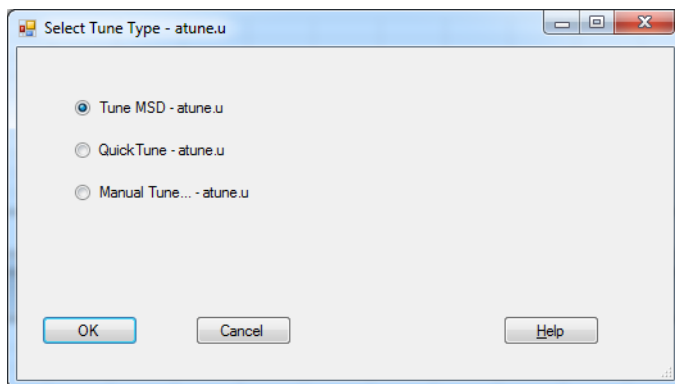 Select Tune Type - atune.u
Tune MSD - atune.u
QuickTune - atune.u
Manual Tune... - atune.u
OK Cancel Help